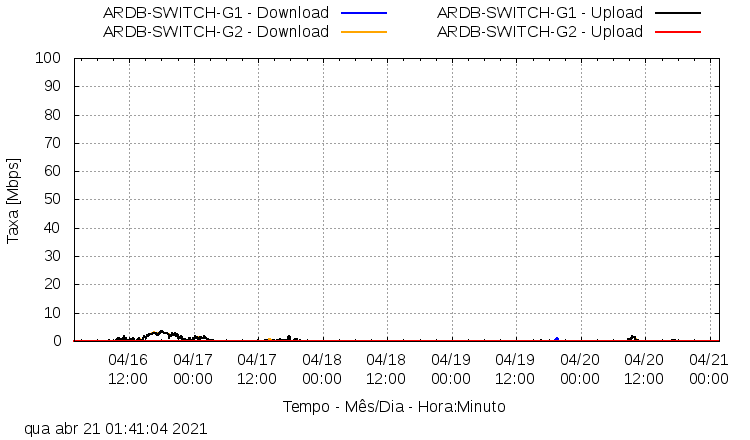 ARDB-SWITCH-G1 - Download
ARDB-SWITCH-G1 - Upload
ARDB-SWITCH-G2 - Download
ARDB-SWITCH-G2 - Upload
100
90
80
70
60
50
40
30
20
10
0
Taxa [Mbps]
04/16 04/17 04/17 04/18 04/18 04/19 04/19 04/20 04/20 04/21
12:00 00:00 12:00 00:00 12:00 00:00 12:00 00:00 12:00 00:00
Tempo - Mês/Dia - Hora:Minuto
qua abr 21 01:41:04 2021